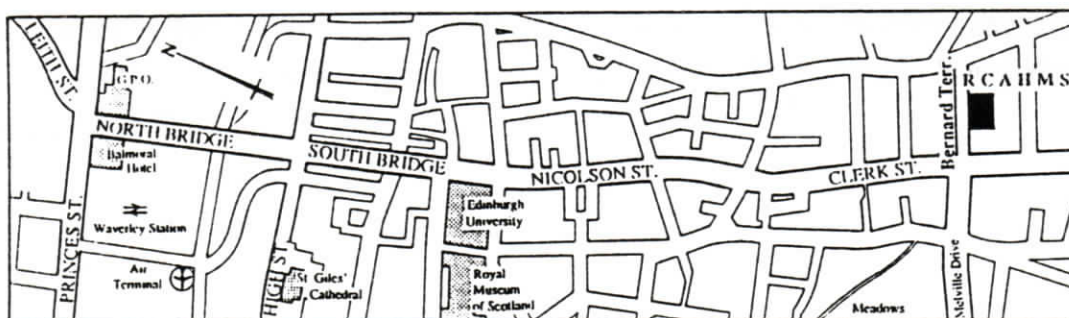 LEITH ST.
G.P.O.
N
NORTH BRIDGE
Balmoral
Hotel
PRINCES ST.
Waverley Station
Air
Terminal
HIGH ST
St Giles'
Cathedral
SOUTH BRIDGE
Edinburgh
University
Royal
Museum
of Scotland
NICOLSON ST.
CLERK ST.
Bernard Terr.
RCAHMS
Melville Drive
Meadows